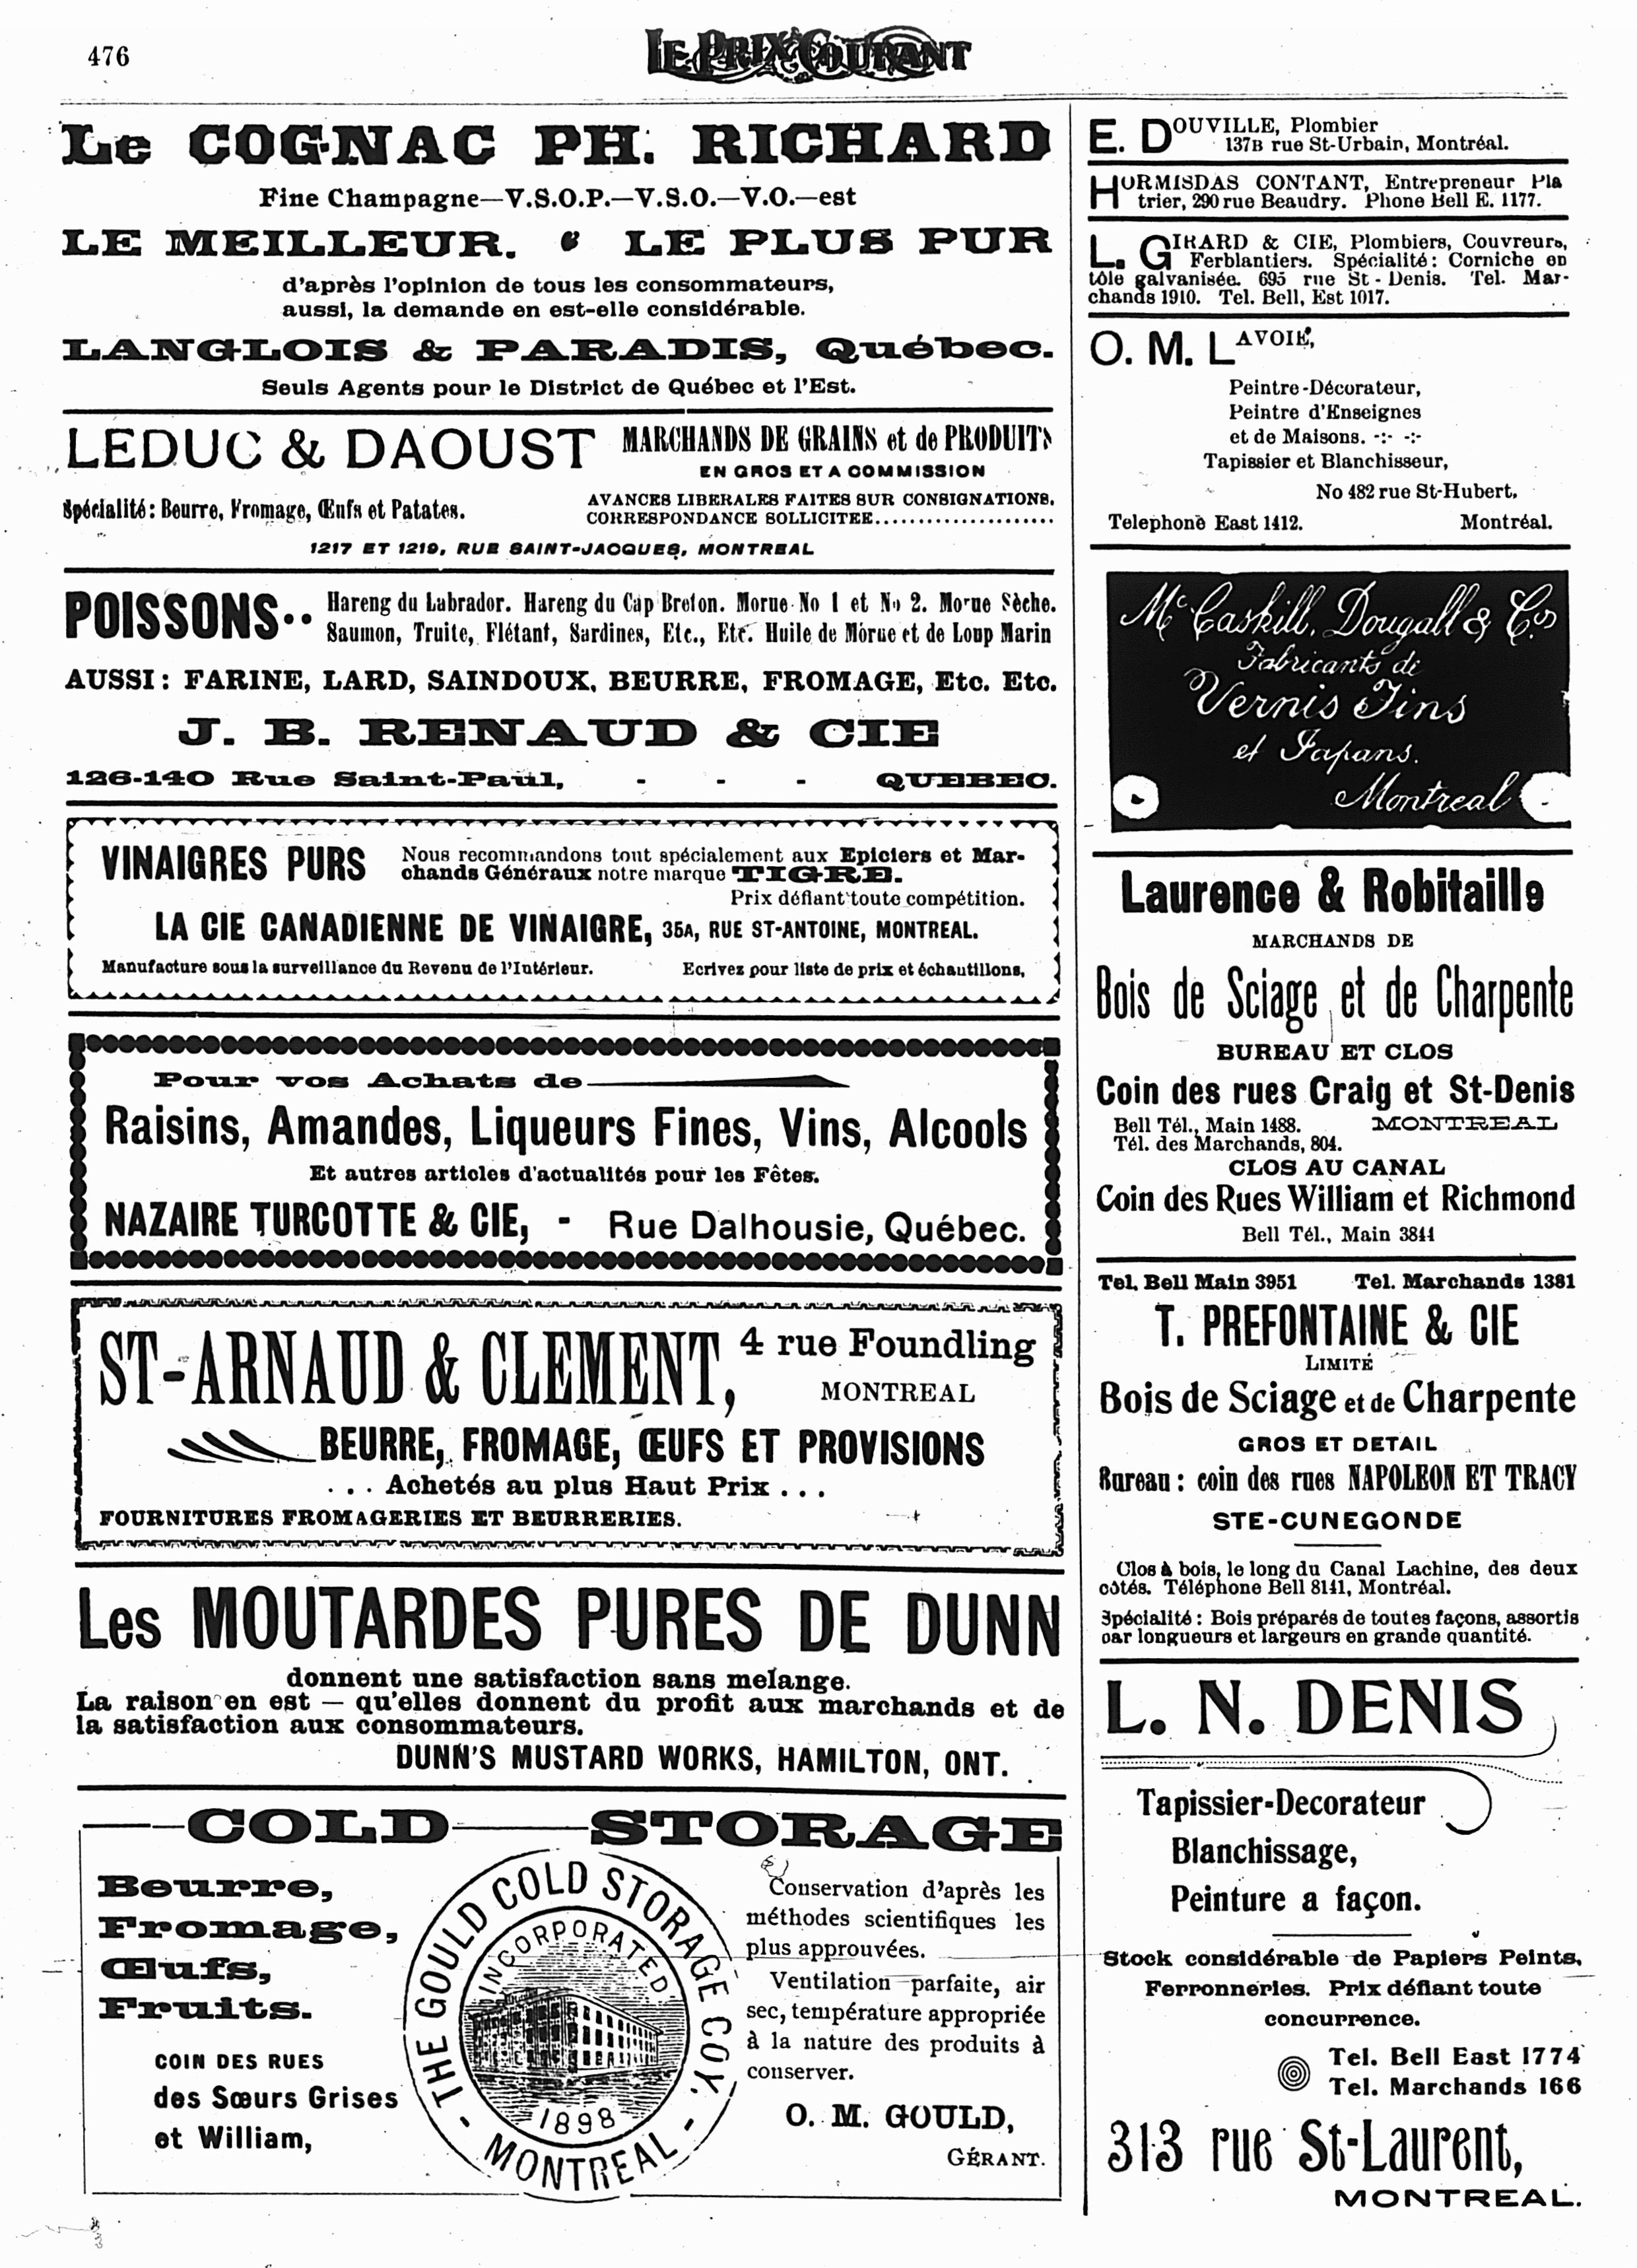 476
LE PRIX COURANT
Le COGNAC PH. RICHARD
Fine Champagne—V.S.O.P.—V.S.O.—V.O.—est
LE MEILLEUR. LE PLUS PUR
d'après l'opinion de tous les consommateurs,
aussi, la demande en est-elle considérable.
LANGLOIS & PARADIS, Québec.
Seuls Agents pour le District de Québec et l'Est.
LEDUC & DAOUST MARCHANDS DE GRAINS et de PRODUITS
EN GROS ET A COMMISSION
Spécialité: Beurre, Fromage, Œufs et Patates.
AVANCES LIBERALES FAITES SUR CONSIGNATIONS.
CORRESPONDANCE SOLLICITEE....................
1217 ET 1219, RUE SAINT-JACQUES, MONTREAL
POISSONS.. Hareng du Labrador. Hareng du Cap Breton. Morue No 1 et No 2. Morue Sèche.
Saumon, Truite, Flétant, Sardines, Etc., Etc. Huile de Morue et de Loup Marin
AUSSI: FARINE, LARD, SAINDOUX, BEURRE, FROMAGE, Etc. Etc.
J. B. RENAUD & CIE
126-140 Rue Saint-Paul, - - - QUEBEC.
VINAIGRES PURS Nous recommandons tout spécialement aux Epiciers et Mar-
chands Généraux notre marque TIGRE.
Prix défiant toute compétition.
LA CIE CANADIENNE DE VINAIGRE, 35A, RUE ST-ANTOINE, MONTREAL.
Manufacture sous la surveillance du Revenu de l'Intérieur. Ecrivez pour liste de prix et échautillons,
Pour vos Achats de
Raisins, Amandes, Liqueurs Fines, Vins, Alcools
Et autres articles d'actualités pour les Fêtes.
NAZAIRE TURCOTTE & CIE, - Rue Dalhousie, Québec.
ST-ARNAUD & CLEMENT, 4 rue Foundling
MONTREAL
BEURRE, FROMAGE, ŒUFS ET PROVISIONS
. . . Achetés au plus Haut Prix . . .
FOURNITURES FROMAGERIES ET BEURRERIES.
Les MOUTARDES PURES DE DUNN
donnent une satisfaction sans melange.
La raison en est — qu'elles donnent du profit aux marchands et de
la satisfaction aux consommateurs.
DUNN'S MUSTARD WORKS, HAMILTON, ONT.
COLD STORAGE
Beurre,
Fromage,
Œufs,
Fruits.
COIN DES RUES
des Sœurs Grises
et William,
THE GOULD COLD STORAGE COY.
INCORPORATED
1898
- MONTREAL -
Conservation d'après les
méthodes scientifiques les
plus approuvées.
Ventilation parfaite, air
sec, température appropriée
à la nature des produits à
conserver.
O. M. GOULD,
GÉRANT.
E. DOUVILLE, Plombier
137B rue St-Urbain, Montréal.
HORMISDAS CONTANT, Entrepreneur Pla
trier, 290 rue Beaudry. Phone Bell E. 1177.
L. GIRARD & CIE, Plombiers, Couvreurs,
Ferblantiers. Spécialité: Corniche en
tôle galvanisée. 695 rue St-Denis. Tel. Mar-
chands 1910. Tel. Bell, Est 1017.
O. M. LAVOIE,
Peintre-Décorateur,
Peintre d'Enseignes
et de Maisons. -:- -:-
Tapissier et Blanchisseur,
No 482 rue St-Hubert,
Telephone East 1412. Montréal.
McCaskill, Dougall & Cos
Fabricants de
Vernis Fins
et Japans.
Montreal
Laurence & Robitaille
MARCHANDS DE
Bois de Sciage et de Charpente
BUREAU ET CLOS
Coin des rues Craig et St-Denis
Bell Tél., Main 1488. MONTREAL
Tél. des Marchands, 804.
CLOS AU CANAL
Coin des Rues William et Richmond
Bell Tél., Main 3844
Tel. Bell Main 3951 Tel. Marchands 1381
T. PREFONTAINE & CIE
LIMITÉ
Bois de Sciage et de Charpente
GROS ET DETAIL
Bureau: coin des rues NAPOLEON ET TRACY
STE-CUNEGONDE
Clos à bois, le long du Canal Lachine, des deux
côtés. Téléphone Bell 8141, Montréal.
Spécialité: Bois préparés de toutes façons, assortis
par longueurs et largeurs en grande quantité.
L. N. DENIS
Tapissier-Decorateur
Blanchissage,
Peinture a façon.
Stock considérable de Papiers Peints,
Ferronneries. Prix défiant toute
concurrence.
Tel. Bell East 1774
Tel. Marchands 166
313 rue St-Laurent,
MONTREAL.